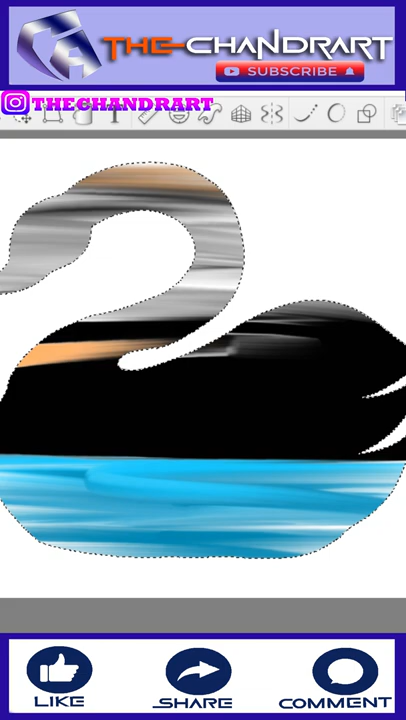 THE-CHANDRART
SUBSCRIBE
THECHANDRART
LIKE
SHARE
COMMENT